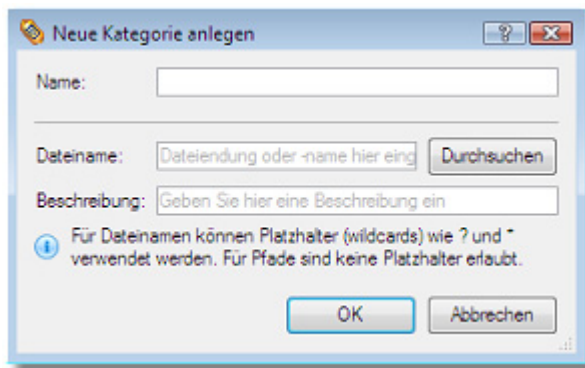 Neue Kategorie anlegen
Name:
Dateiname: Dateiendung oder -name hier eing Durchsuchen
Beschreibung: Geben Sie hier eine Beschreibung ein
Für Dateinamen können Platzhalter (wildcards) wie ? und *
verwendet werden. Für Pfade sind keine Platzhalter erlaubt.
OK Abbrechen